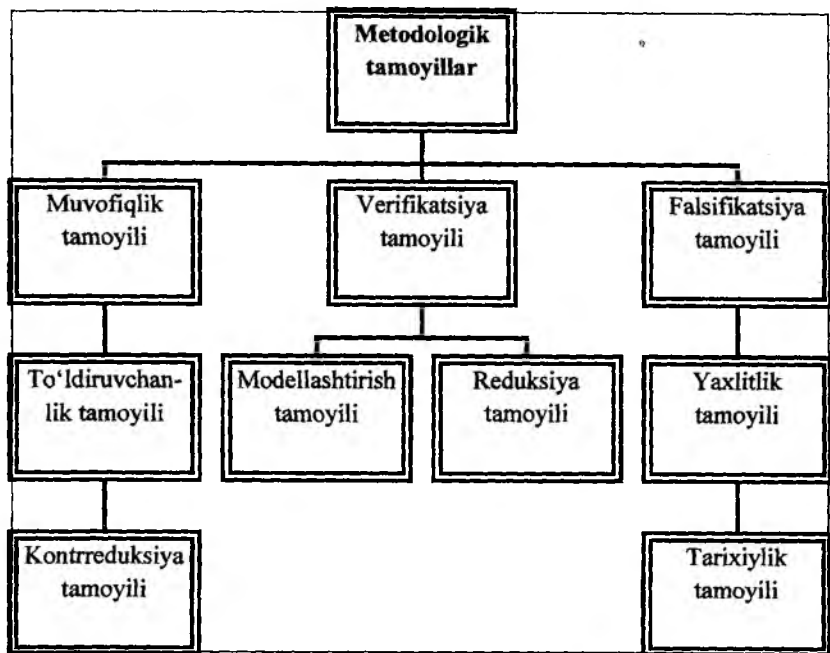 Metodologik
tamoyillar
Muvofiqlik
tamoyili
Verifikatsiya
tamoyili
Falsifikatsiya
tamoyili
To‘ldiruvchan-
lik tamoyili
Modellashtirish
tamoyili
Reduksiya
tamoyili
Yaxlitlik
tamoyili
Kontrreduksiya
tamoyili
Tarixiylik
tamoyili